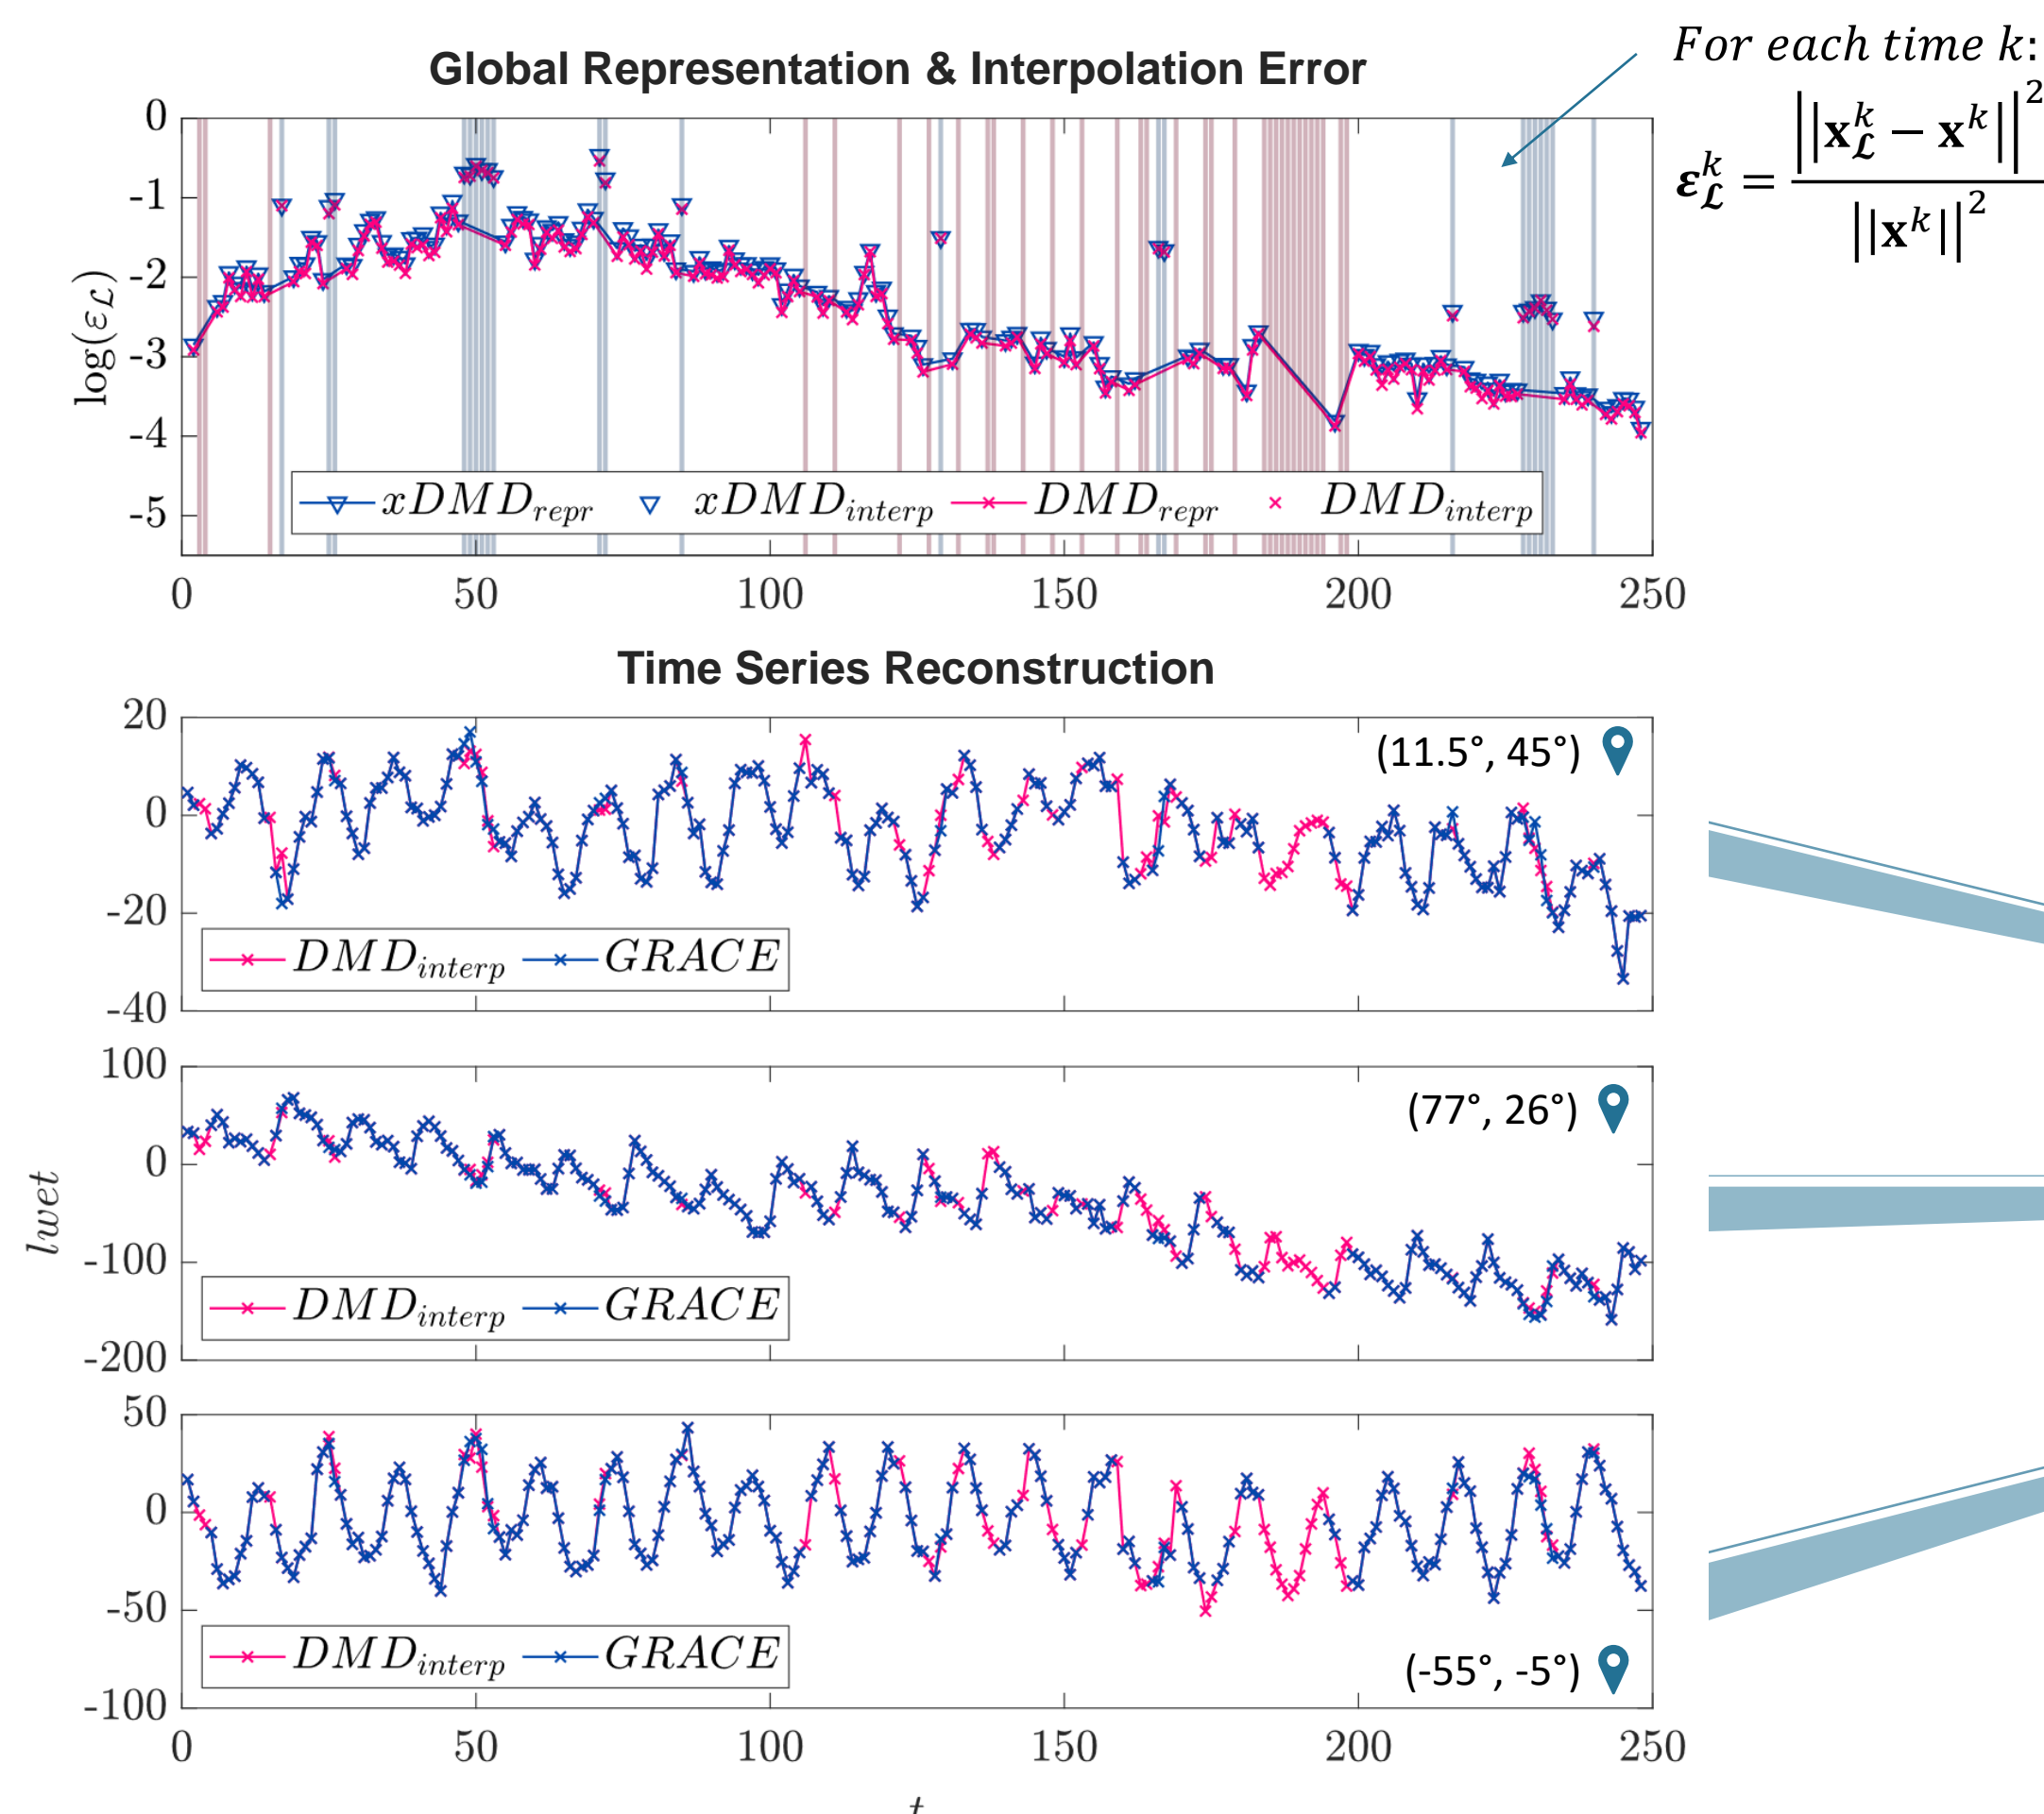 For each time k:
Global Representation & Interpolation Error
ε_ℒ^k = ||x_ℒ^k − x^k||^2 / ||x^k||^2
log(ε_ℒ)
0
-1
-2
-3
-4
-5
xDMD_repr xDMD_interp DMD_repr DMD_interp
0 50 100 150 200 250
Time Series Reconstruction
20
0
-20
-40
(11.5°, 45°)
DMD_interp GRACE
lwet
100
0
-100
-200
(77°, 26°)
DMD_interp GRACE
50
0
-50
-100
DMD_interp GRACE
(-55°, -5°)
0 50 100 150 200 250
t